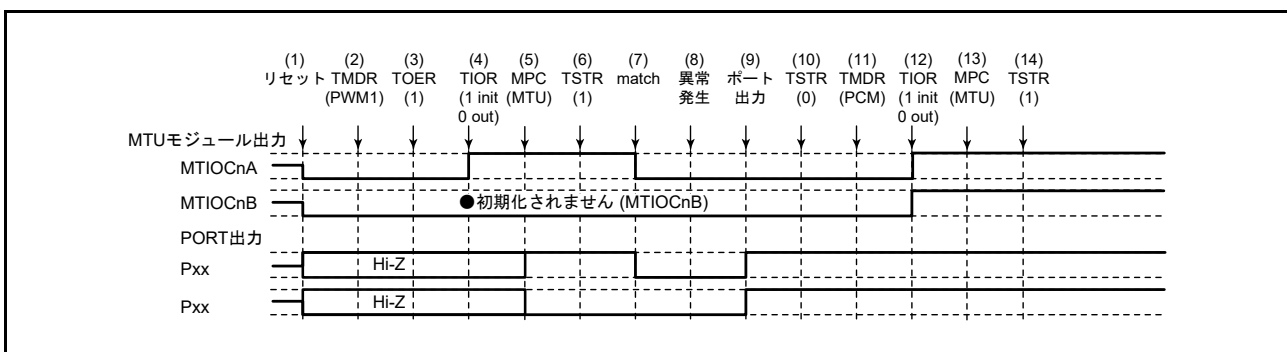 (1) (2) (3) (4) (5) (6) (7) (8) (9) (10) (11) (12) (13) (14)
リセット TMDR TOER TIOR MPC TSTR match 異常 ポート TSTR TMDR TIOR MPC TSTR
(PWM1) (1) (1 init (MTU) (1) 発生 出力 (0) (PCM) (1 init (MTU) (1)
0 out) 0 out)
MTUモジュール出力
MTIOCnA
MTIOCnB ●初期化されません (MTIOCnB)
PORT出力
Pxx Hi-Z
Pxx Hi-Z